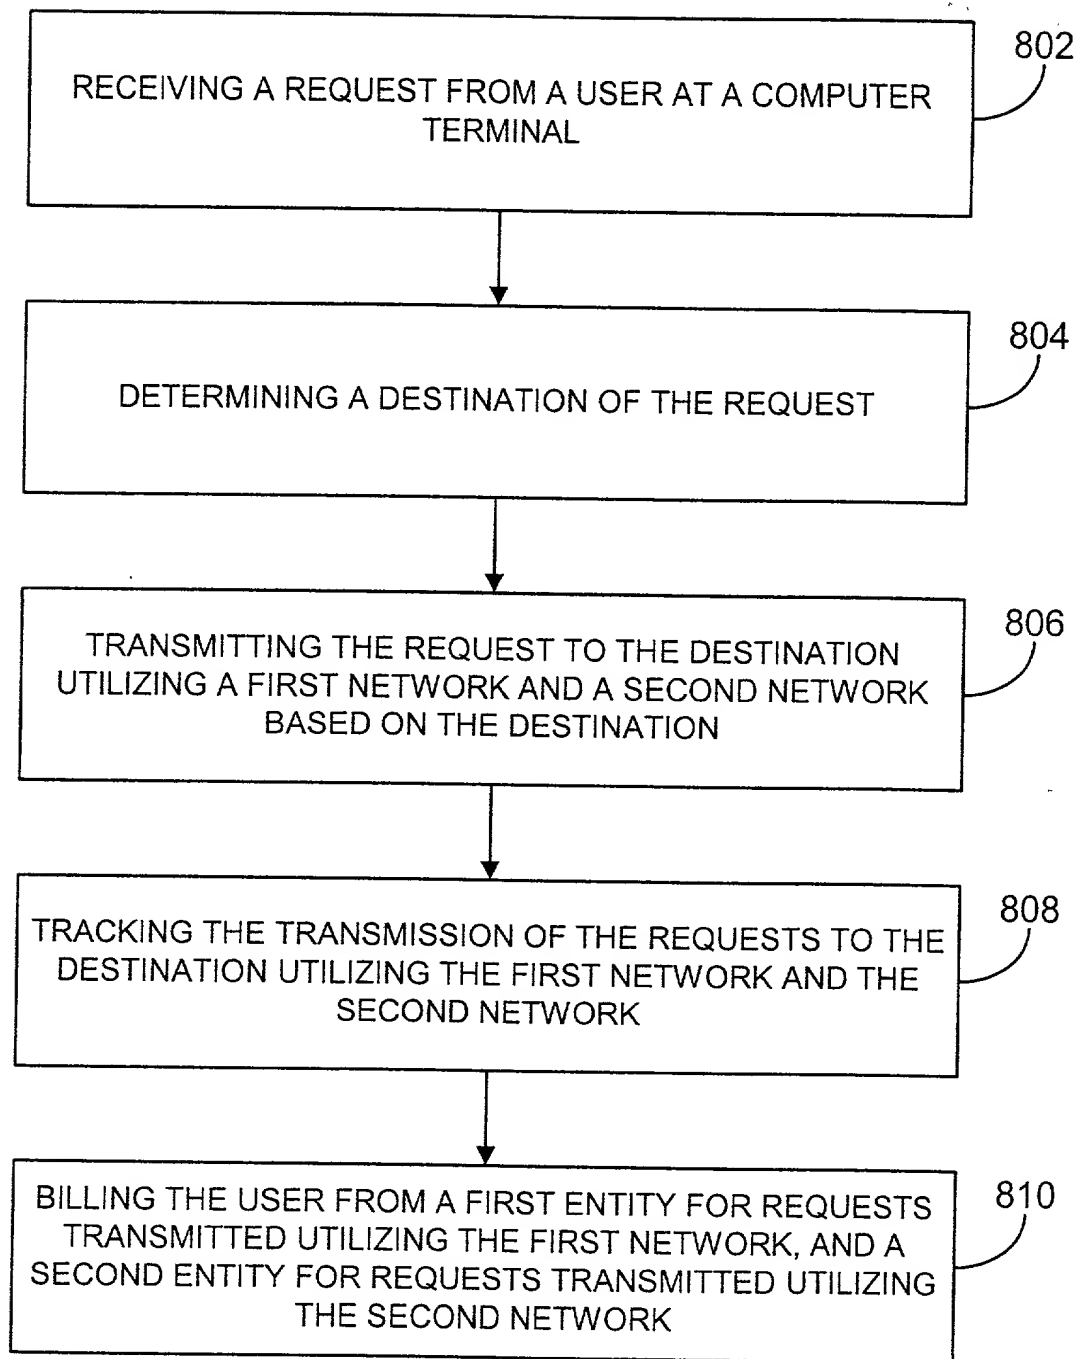 802
RECEIVING A REQUEST FROM A USER AT A COMPUTER
TERMINAL
804
DETERMINING A DESTINATION OF THE REQUEST
806
TRANSMITTING THE REQUEST TO THE DESTINATION
UTILIZING A FIRST NETWORK AND A SECOND NETWORK
BASED ON THE DESTINATION
808
TRACKING THE TRANSMISSION OF THE REQUESTS TO THE
DESTINATION UTILIZING THE FIRST NETWORK AND THE
SECOND NETWORK
810
BILLING THE USER FROM A FIRST ENTITY FOR REQUESTS
TRANSMITTED UTILIZING THE FIRST NETWORK, AND A
SECOND ENTITY FOR REQUESTS TRANSMITTED UTILIZING
THE SECOND NETWORK